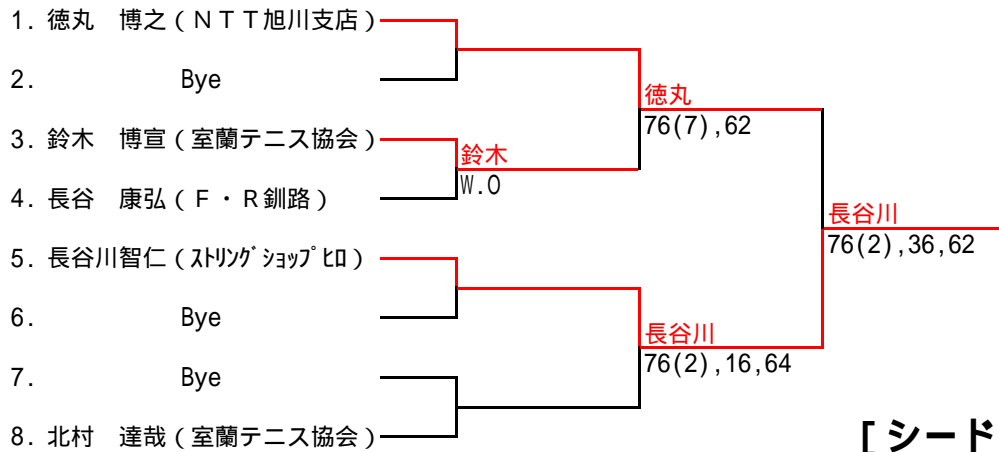 1. 徳丸　博之(ＮＴＴ旭川支店)
2.　　　　Bye
3. 鈴木　博宣(室蘭テニス協会)
4. 長谷　康弘(Ｆ・Ｒ釧路)
5. 長谷川智仁(ｽﾄﾘﾝｸﾞｼｮｯﾌﾟﾋﾛ)
6.　　　　Bye
7.　　　　Bye
8. 北村　達哉(室蘭テニス協会)
鈴木
W.O
徳丸
76(7),62
長谷川
76(2),16,64
長谷川
76(2),36,62
[シード